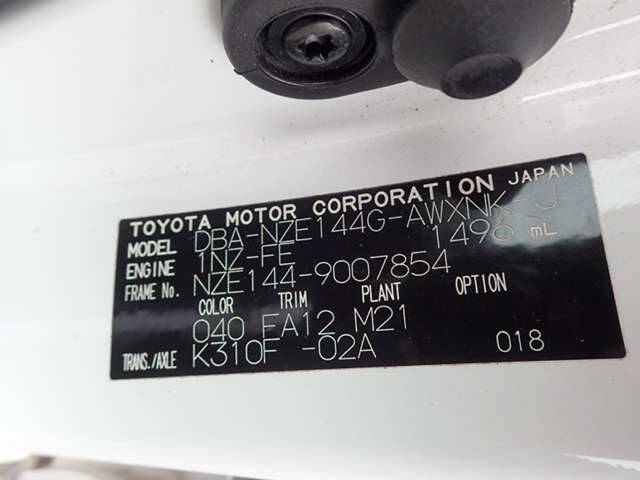 TOYOTA MOTOR CORPORATION JAPAN
MODEL DBA-NZE144G-AWXNK-J
ENGINE 1NZ-FE 1496 mL
FRAME No. NZE144-9007854
COLOR TRIM PLANT OPTION
040 FA12 M21
TRANS./AXLE K310F -02A 018